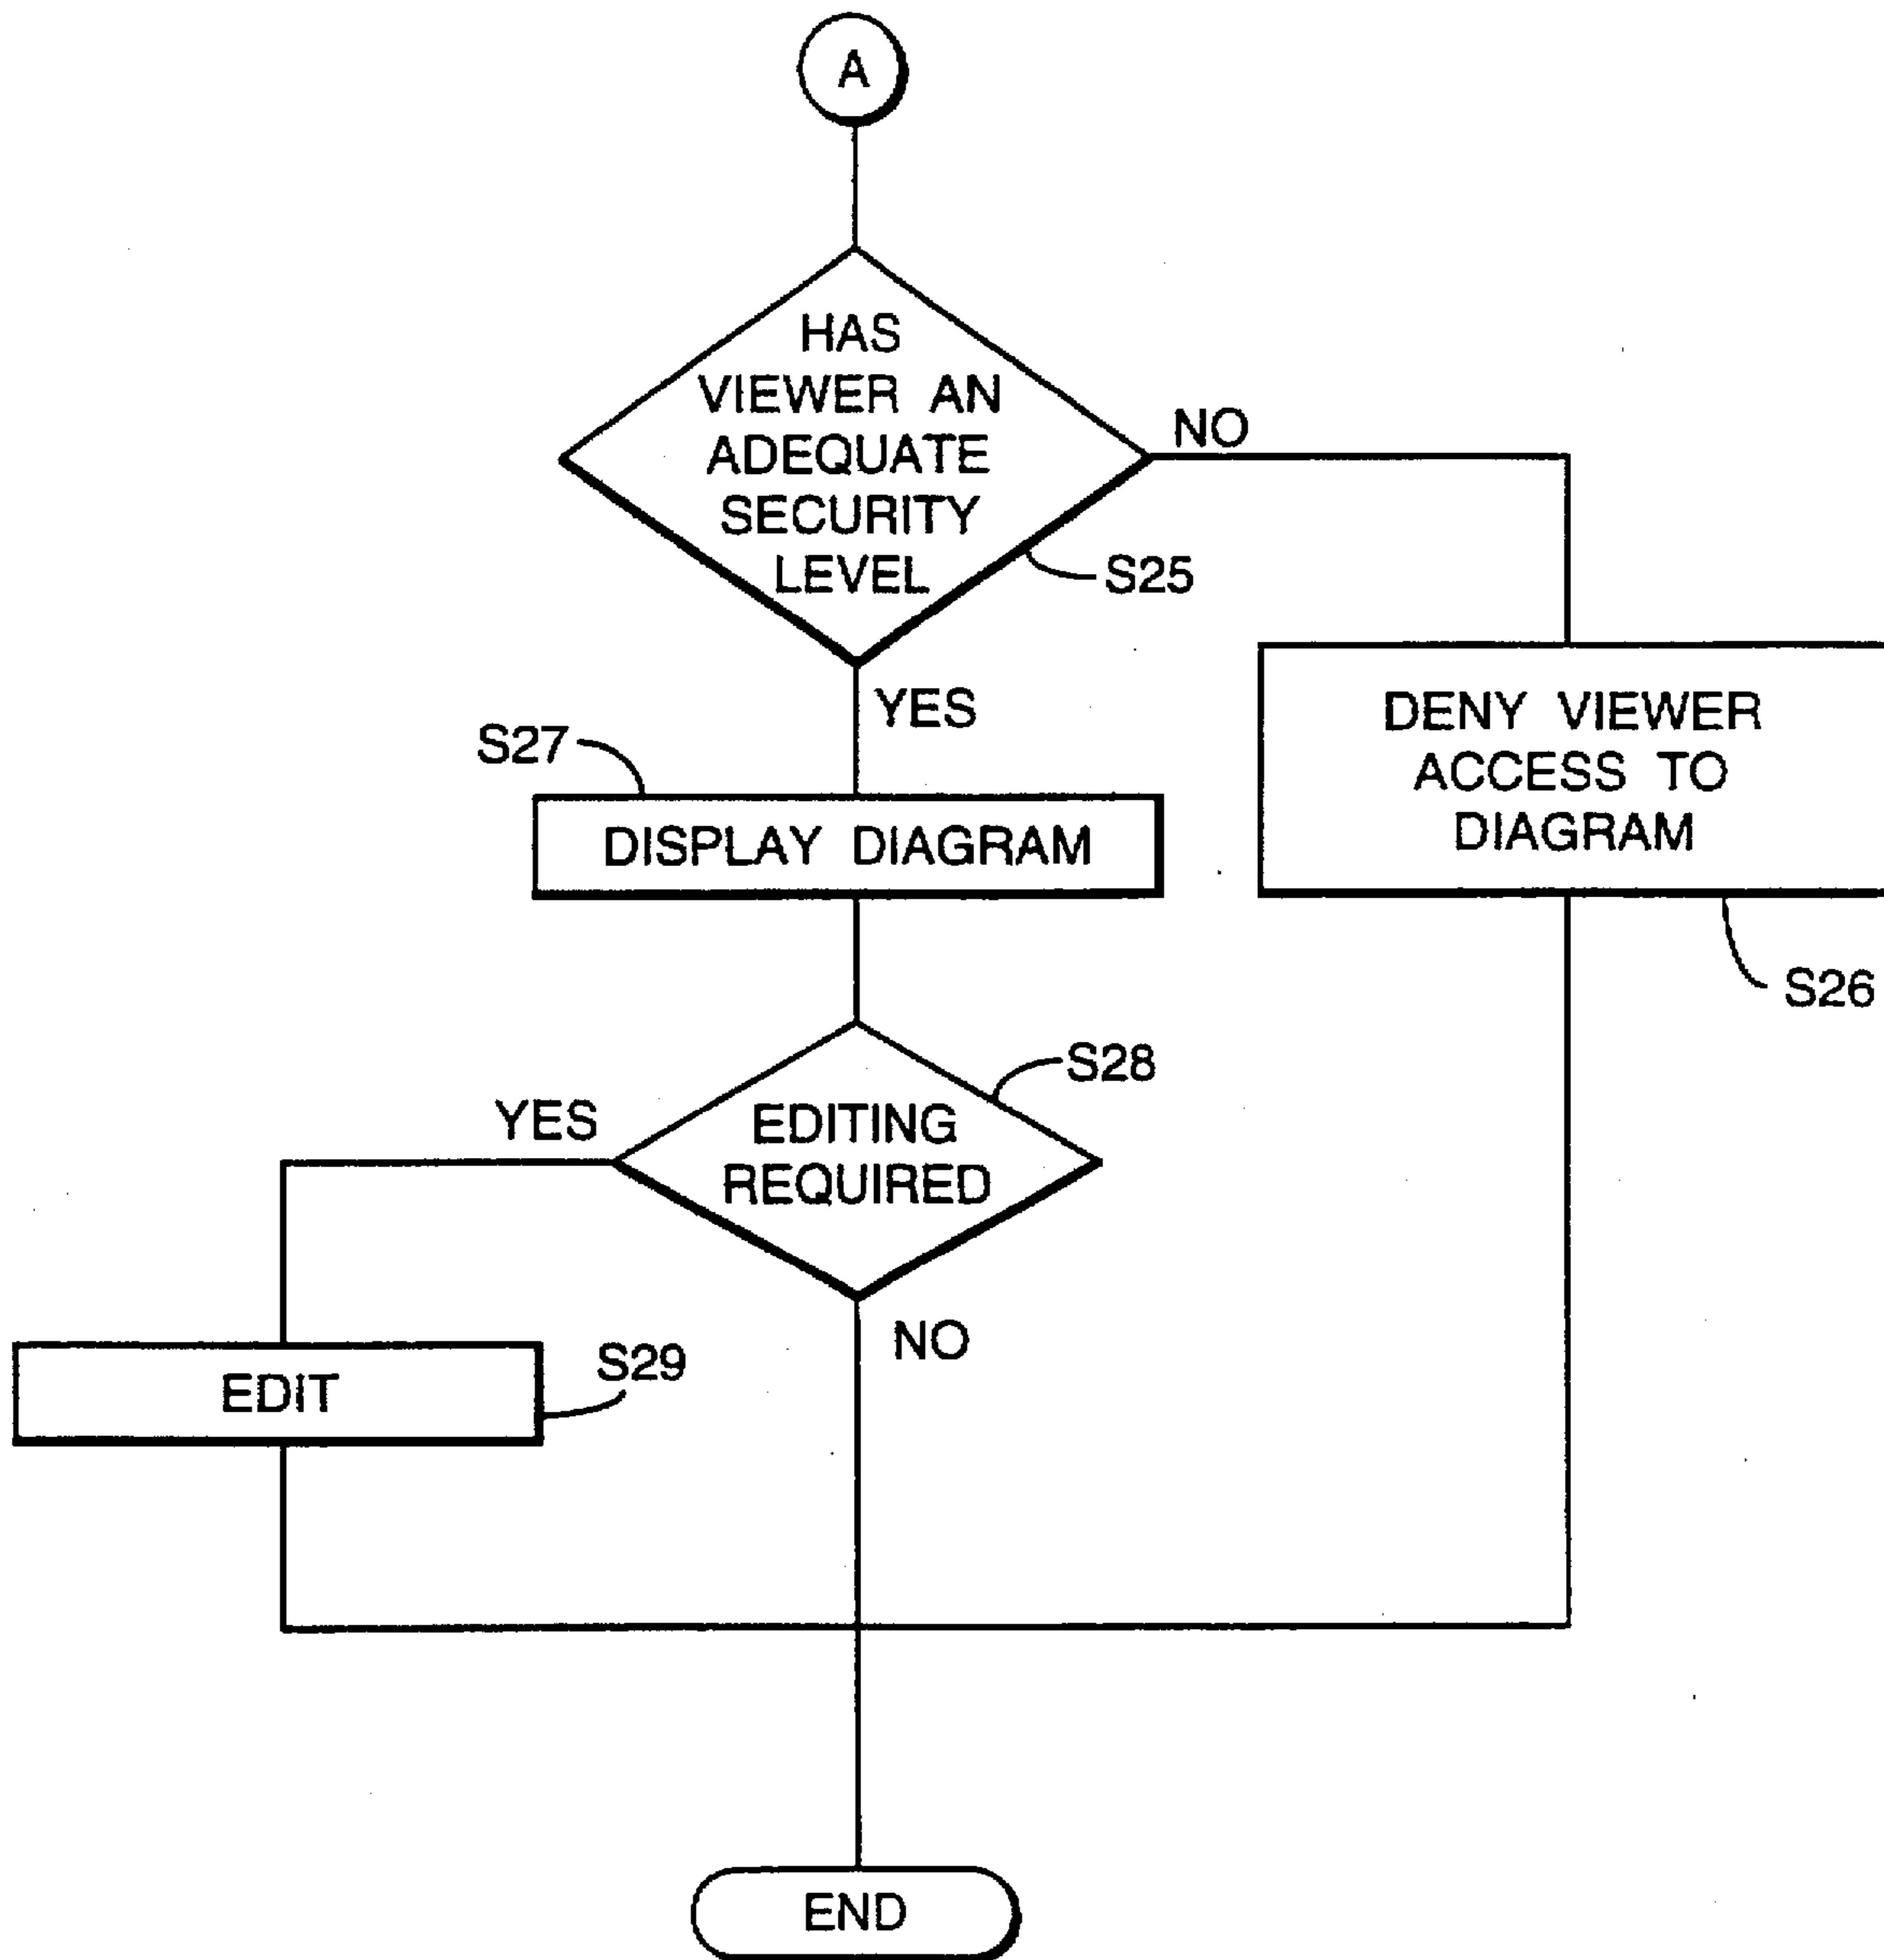 A
HAS
VIEWER AN
ADEQUATE
SECURITY
LEVEL
NO
S25
YES
S27
DISPLAY DIAGRAM
DENY VIEWER
ACCESS TO
DIAGRAM
S26
S28
YES
EDITING
REQUIRED
NO
S29
EDIT
END